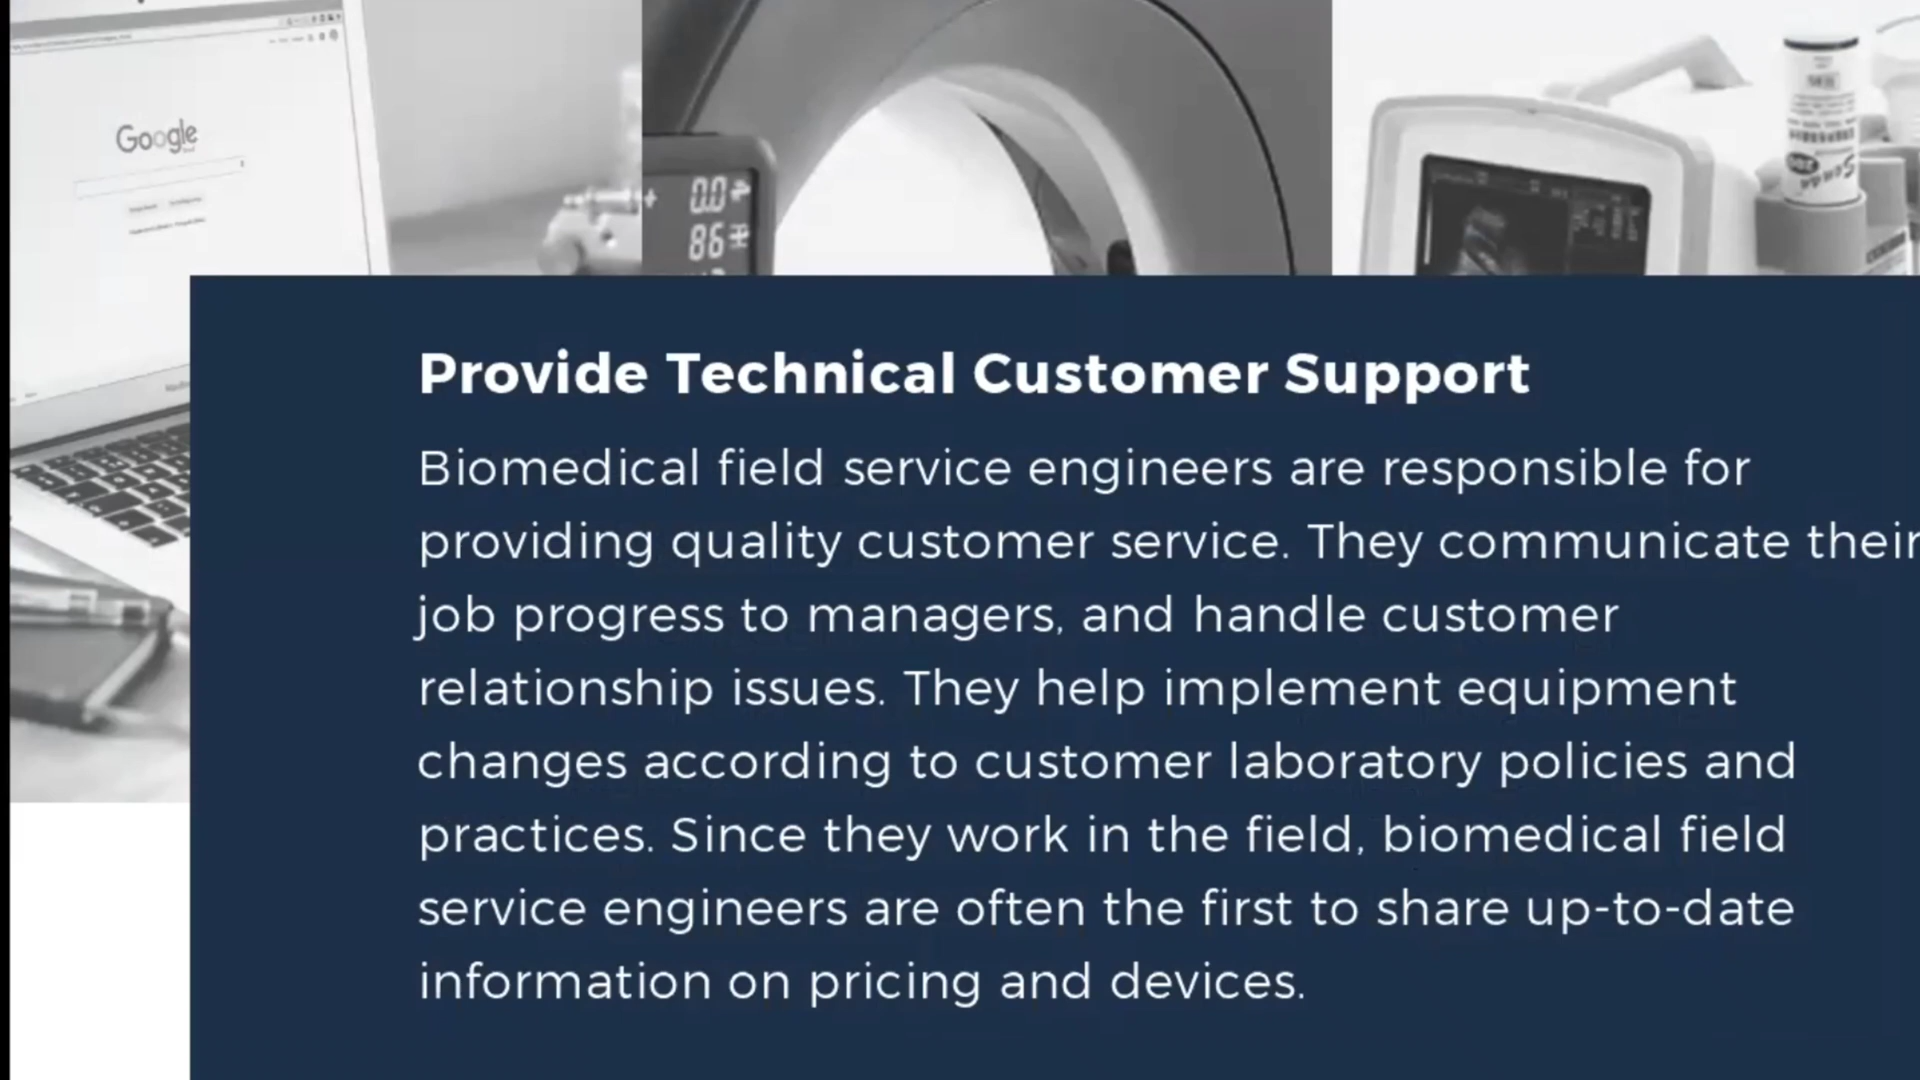 Google
0.0
86
Provide Technical Customer Support
Biomedical field service engineers are responsible for
providing quality customer service. They communicate their
job progress to managers, and handle customer
relationship issues. They help implement equipment
changes according to customer laboratory policies and
practices. Since they work in the field, biomedical field
service engineers are often the first to share up-to-date
information on pricing and devices.